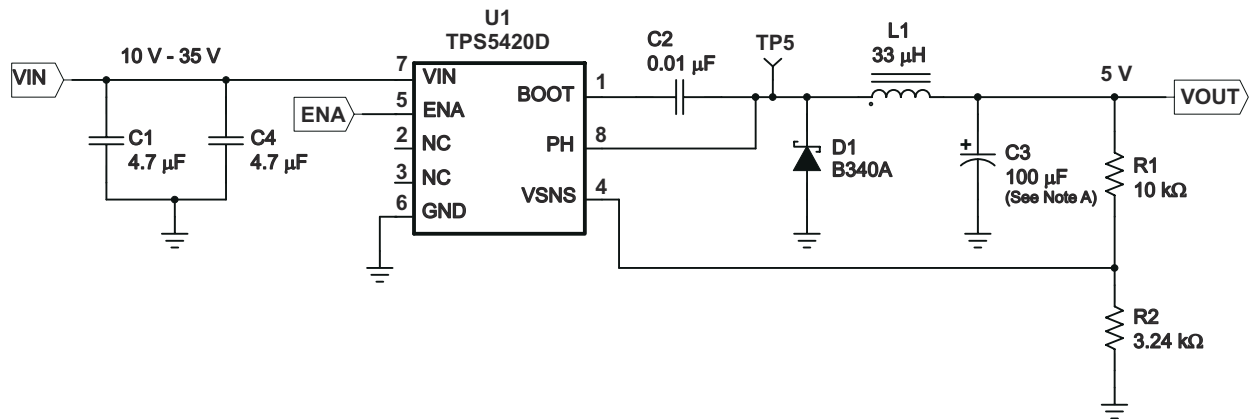 U1
TPS5420D
VIN
10 V - 35 V
C1
4.7 µF
C4
4.7 µF
ENA
7
5
2
3
6
VIN
ENA
NC
NC
GND
BOOT
PH
VSNS
1
8
4
C2
0.01 µF
TP5
D1
B340A
L1
33 µH
+
C3
100 µF
(See Note A)
5 V
VOUT
R1
10 kΩ
R2
3.24 kΩ